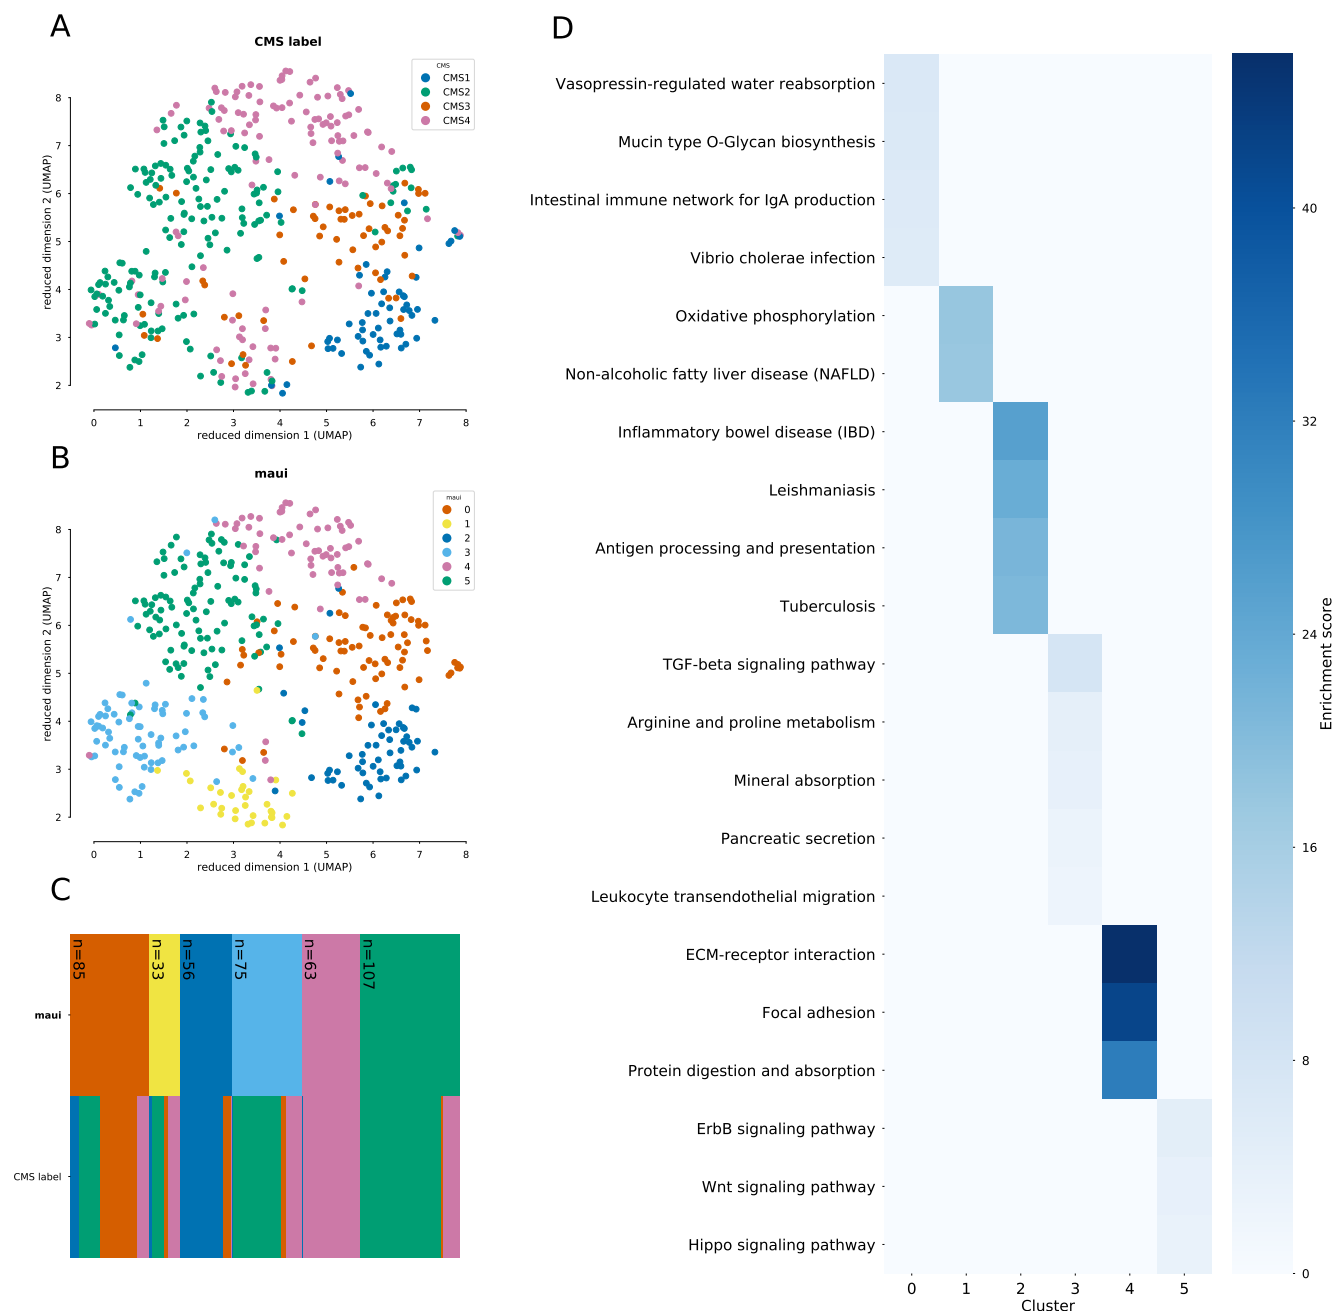 A
CMS label
CMS
CMS1
CMS2
CMS3
CMS4
reduced dimension 2 (UMAP)
8
7
6
5
4
3
2
0 1 2 3 4 5 6 7 8
reduced dimension 1 (UMAP)
B
maui
maui
0
1
2
3
4
5
reduced dimension 2 (UMAP)
8
7
6
5
4
3
2
0 1 2 3 4 5 6 7 8
reduced dimension 1 (UMAP)
C
n=85 n=33 n=56 n=75 n=63 n=107
maui
CMS label
D
Vasopressin-regulated water reabsorption
Mucin type O-Glycan biosynthesis
Intestinal immune network for IgA production
Vibrio cholerae infection
Oxidative phosphorylation
Non-alcoholic fatty liver disease (NAFLD)
Inflammatory bowel disease (IBD)
Leishmaniasis
Antigen processing and presentation
Tuberculosis
TGF-beta signaling pathway
Arginine and proline metabolism
Mineral absorption
Pancreatic secretion
Leukocyte transendothelial migration
ECM-receptor interaction
Focal adhesion
Protein digestion and absorption
ErbB signaling pathway
Wnt signaling pathway
Hippo signaling pathway
0 1 2 3 4 5
Cluster
40
32
24
16
8
0
Enrichment score